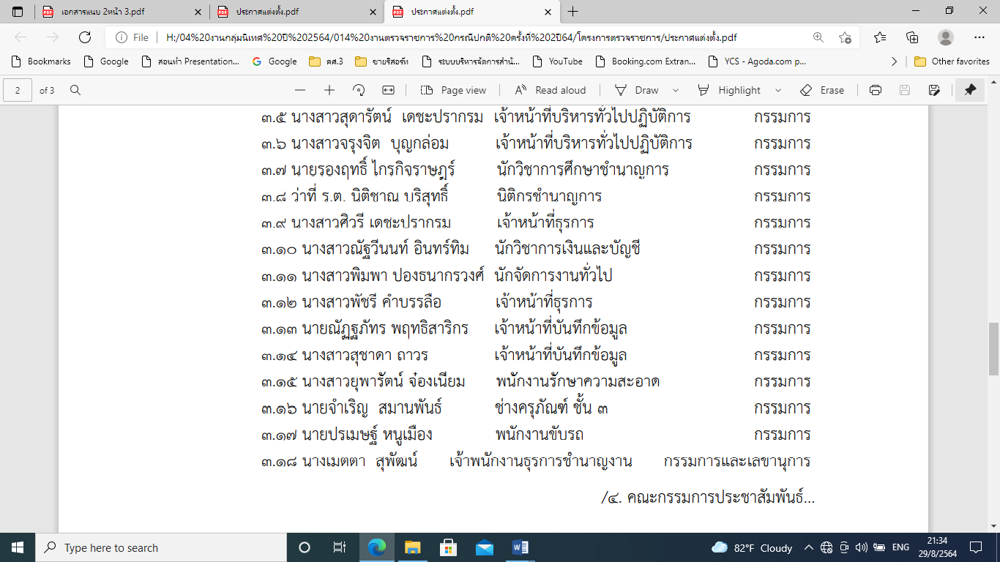 เอกสารแนบ 2หน้า 3.pdf
ประกาศแต่งตั้ง.pdf
ประกาศแต่งตั้ง.pdf
File
H:/04%20งานกลุ่มนิเทศ%20ปี%202564/014%20งานตรวจราชการ%20กรณีปกติ%20ครั้งที่%202ปี64/โครงการตรวจราชการ/ประกาศแต่งตั้ง.pdf
Bookmarks Google สอนทำ Presentation... Google คศ.3 ขายรีสอร์ท ระบบบริหารจัดการสำนั... YouTube Booking.com Extran... YCS - Agoda.com p... Other favorites
2 of 3 Page view Read aloud Draw Highlight Erase
๓.๕ นางสาวสุดารัตน์ เดชะปรากรม เจ้าหน้าที่บริหารทั่วไปปฏิบัติการ กรรมการ
๓.๖ นางสาวจรุงจิต บุญกล่อม เจ้าหน้าที่บริหารทั่วไปปฏิบัติการ กรรมการ
๓.๗ นายรองฤทธิ์ ไกรกิจราษฎร์ นักวิชาการศึกษาชำนาญการ กรรมการ
๓.๘ ว่าที่ ร.ต. นิติชาณ บริสุทธิ์ นิติกรชำนาญการ กรรมการ
๓.๙ นางสาวศิวรี เดชะปรากรม เจ้าหน้าที่ธุรการ กรรมการ
๓.๑๐ นางสาวณัฐวีนนท์ อินทร์ทิม นักวิชาการเงินและบัญชี กรรมการ
๓.๑๑ นางสาวพิมพา ปองธนากรวงศ์ นักจัดการงานทั่วไป กรรมการ
๓.๑๒ นางสาวพัชรี คำบรรลือ เจ้าหน้าที่ธุรการ กรรมการ
๓.๑๓ นายณัฏฐภัทร พฤทธิสาริกร เจ้าหน้าที่บันทึกข้อมูล กรรมการ
๓.๑๔ นางสาวสุชาดา ถาวร เจ้าหน้าที่บันทึกข้อมูล กรรมการ
๓.๑๕ นางสาวยุพารัตน์ จ๋องเนียม พนักงานรักษาความสะอาด กรรมการ
๓.๑๖ นายจำเริญ สมานพันธ์ ช่างครุภัณฑ์ ชั้น ๓ กรรมการ
๓.๑๗ นายปรเมษฐ์ หนูเมือง พนักงานขับรถ กรรมการ
๓.๑๘ นางเมตตา สุพัฒน์ เจ้าพนักงานธุรการชำนาญงาน กรรมการและเลขานุการ
/๔. คณะกรรมการประชาสัมพันธ์...
Type here to search
82°F Cloudy
ENG
21:34
29/8/2564